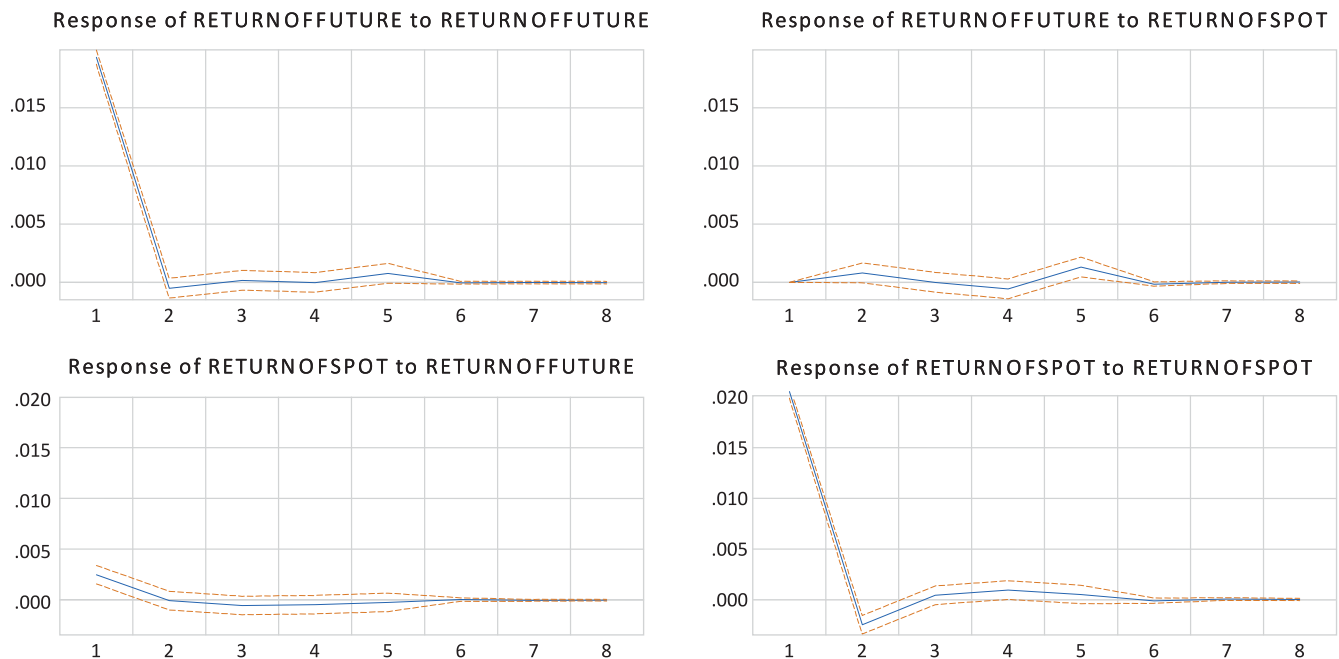 Response of RETURNOFFUTURE to RETURNOFFUTURE
.015
.010
.005
.000
1 2 3 4 5 6 7 8
Response of RETURNOFFUTURE to RETURNOFSPOT
.015
.010
.005
.000
1 2 3 4 5 6 7 8
Response of RETURNOFSPOT to RETURNOFFUTURE
.020
.015
.010
.005
.000
1 2 3 4 5 6 7 8
Response of RETURNOFSPOT to RETURNOFSPOT
.020
.015
.010
.005
.000
1 2 3 4 5 6 7 8